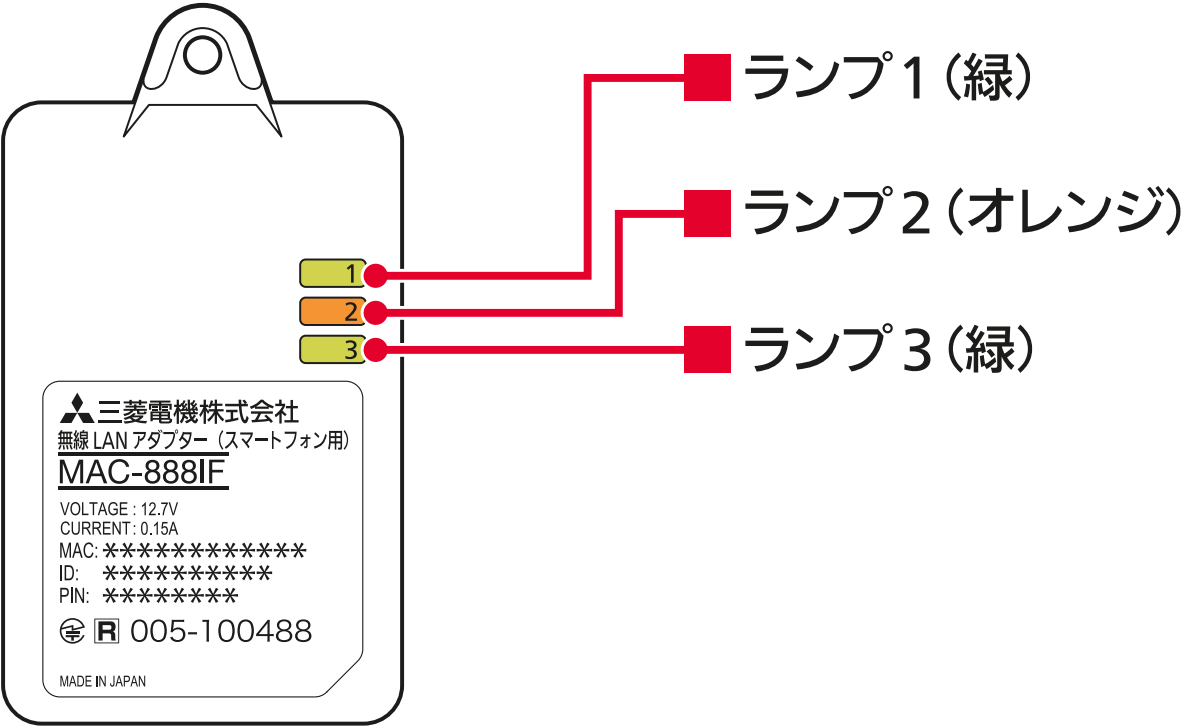 ランプ1(緑)
ランプ2(オレンジ)
1
2
3
ランプ3(緑)
三菱電機株式会社
無線LANアダプター(スマートフォン用)
MAC-888IF
VOLTAGE : 12.7V
CURRENT : 0.15A
MAC: ************
ID: **********
PIN: ********
R 005-100488
MADE IN JAPAN